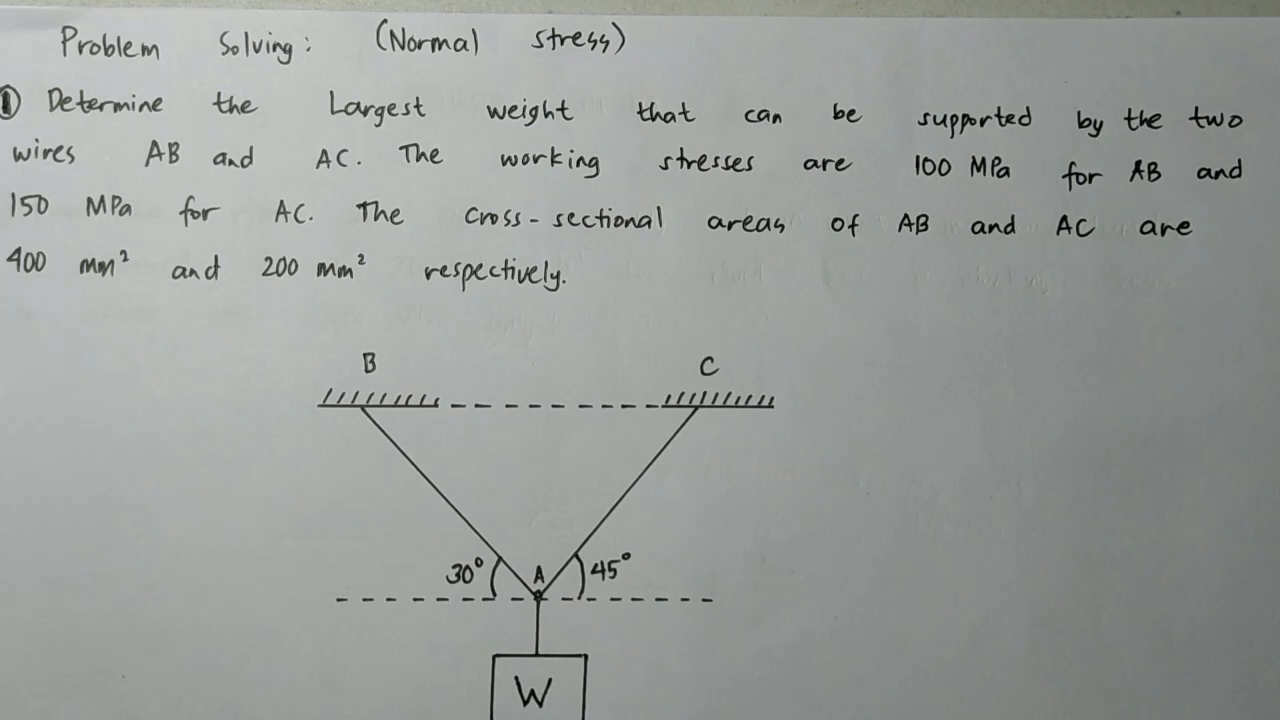 Problem Solving: (Normal stress)
① Determine the Largest weight that can be supported by the two
wires AB and AC. The working stresses are 100 MPa for AB and
150 MPa for AC. The cross-sectional areas of AB and AC are
400 mm² and 200 mm² respectively.
B C
30° A 45°
W